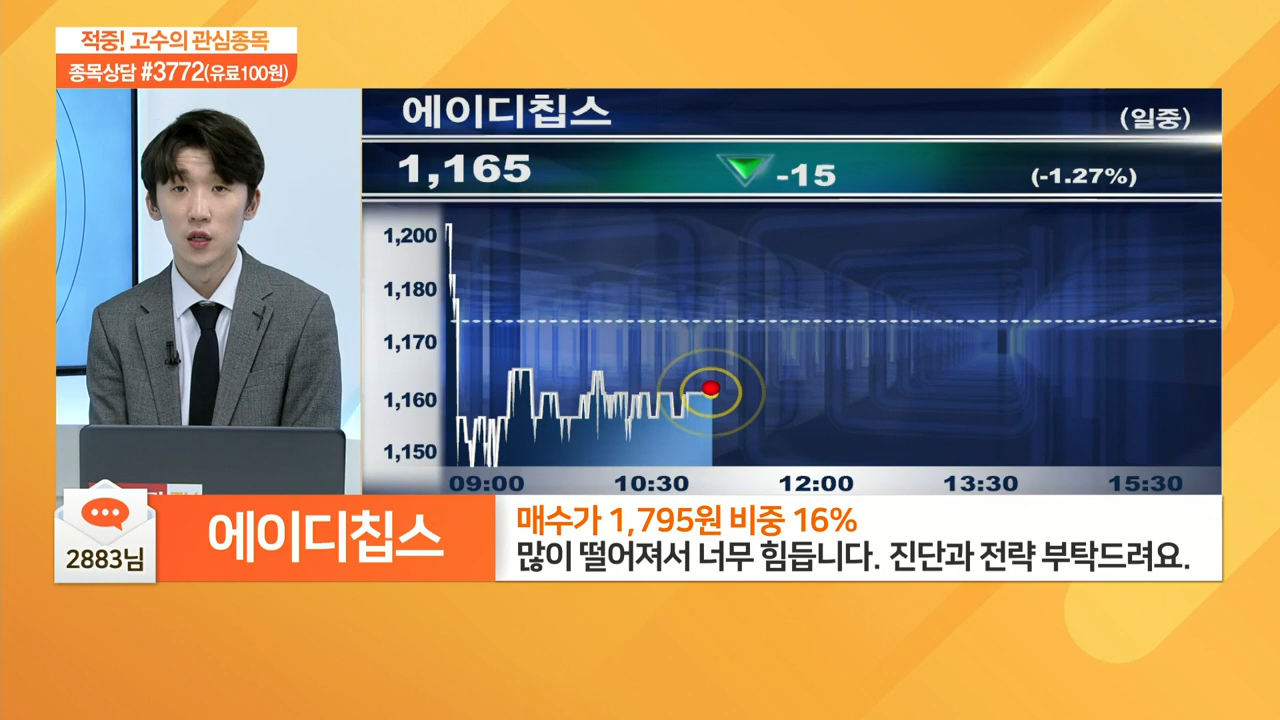 적중! 고수의 관심종목
종목상담 #3772(유료100원)
에이디칩스
(일중)
1,165
-15
(-1.27%)
1,200
1,180
1,170
1,160
1,150
09:00
10:30
12:00
13:30
15:30
2883님
에이디칩스
매수가 1,795원 비중 16%
많이 떨어져서 너무 힘듭니다. 진단과 전략 부탁드려요.